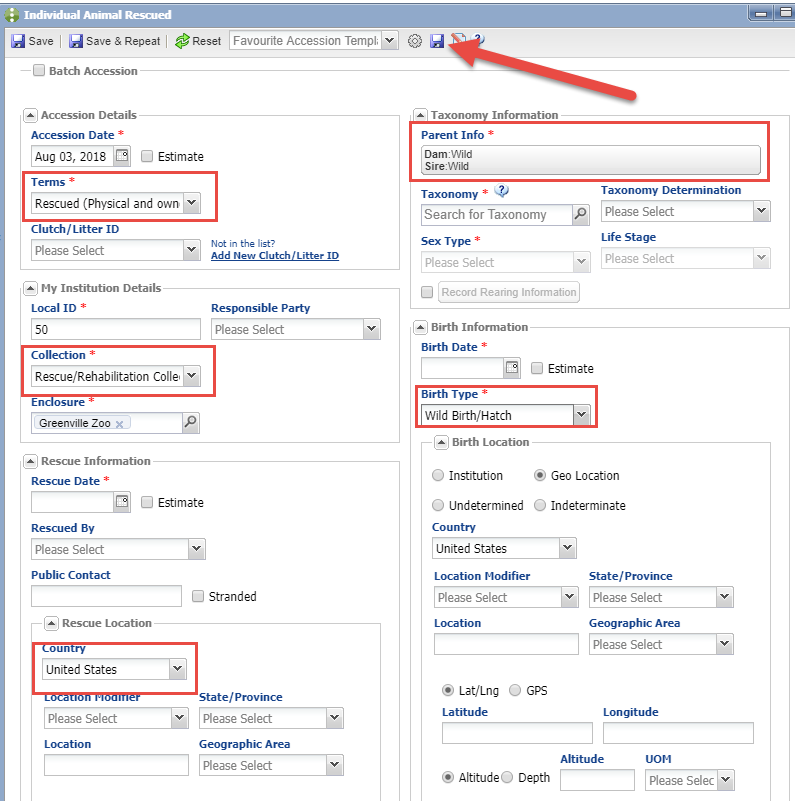 Individual Animal Rescued
Save Save & Repeat Reset Favourite Accession Templa
Batch Accession
Accession Details
Accession Date *
Aug 03, 2018 Estimate
Terms *
Rescued (Physical and own
Clutch/Litter ID
Please Select
Not in the list?
Add New Clutch/Litter ID
My Institution Details
Local ID * Responsible Party
50 Please Select
Collection *
Rescue/Rehabilitation Colle
Enclosure *
Greenville Zoo x
Rescue Information
Rescue Date *
Estimate
Rescued By
Please Select
Public Contact
Stranded
Rescue Location
Country
United States
Location Modifier State/Province
Please Select Please Select
Location Geographic Area
Please Select
Taxonomy Information
Parent Info *
Dam:Wild
Sire:Wild
Taxonomy * ? Taxonomy Determination
Search for Taxonomy Please Select
Sex Type * Life Stage
Please Select Please Select
Record Rearing Information
Birth Information
Birth Date *
Estimate
Birth Type *
Wild Birth/Hatch
Birth Location
Institution Geo Location
Undetermined Indeterminate
Country
United States
Location Modifier State/Province
Please Select Please Select
Location Geographic Area
Please Select
Lat/Lng GPS
Latitude Longitude
Altitude UOM
Altitude Depth Please Selec